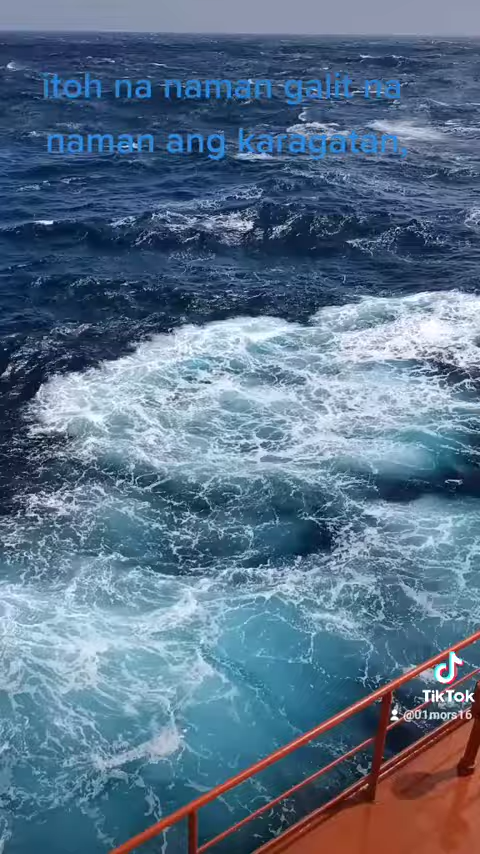 itoh na naman galit na
naman ang karagatan,
TikTok
@01mors16